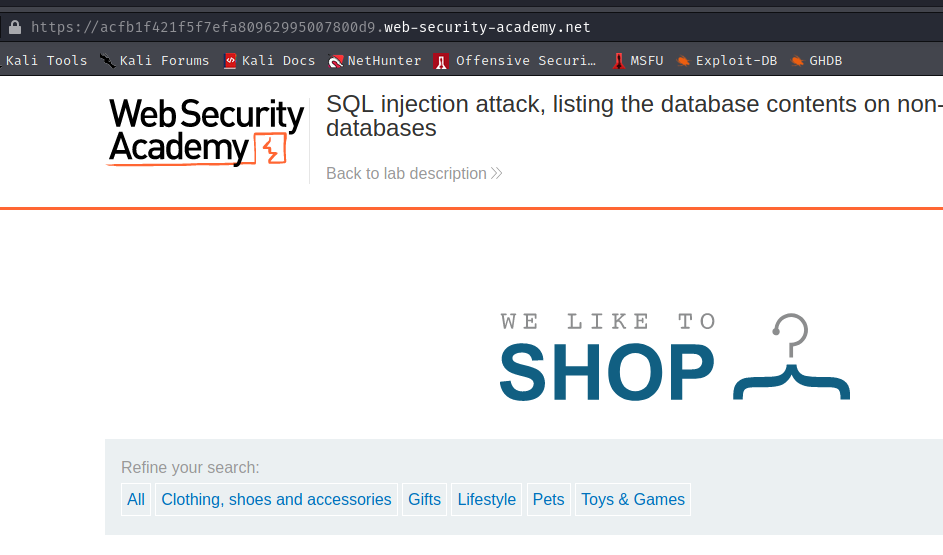 https://acfb1f421f5f7efa80962995007800d9.web-security-academy.net
Kali Tools Kali Forums Kali Docs NetHunter Offensive Securi… MSFU Exploit-DB GHDB
Web Security
Academy
SQL injection attack, listing the database contents on non-
databases
Back to lab description
WE LIKE TO
SHOP
Refine your search:
All Clothing, shoes and accessories Gifts Lifestyle Pets Toys & Games